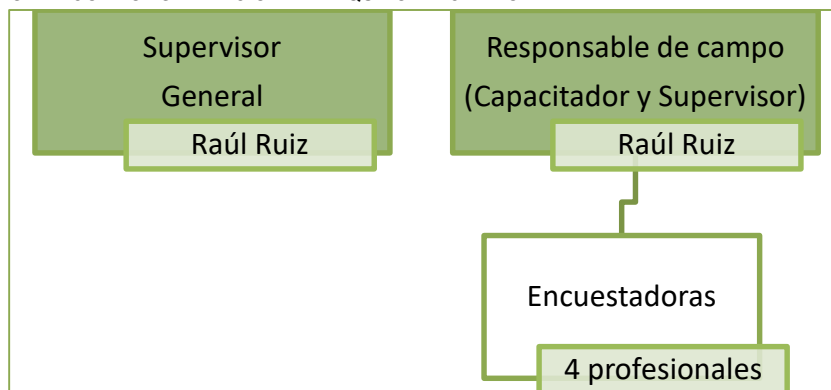 Supervisor
General
Raúl Ruiz
Responsable de campo
(Capacitador y Supervisor)
Raúl Ruiz
Encuestadoras
4 profesionales